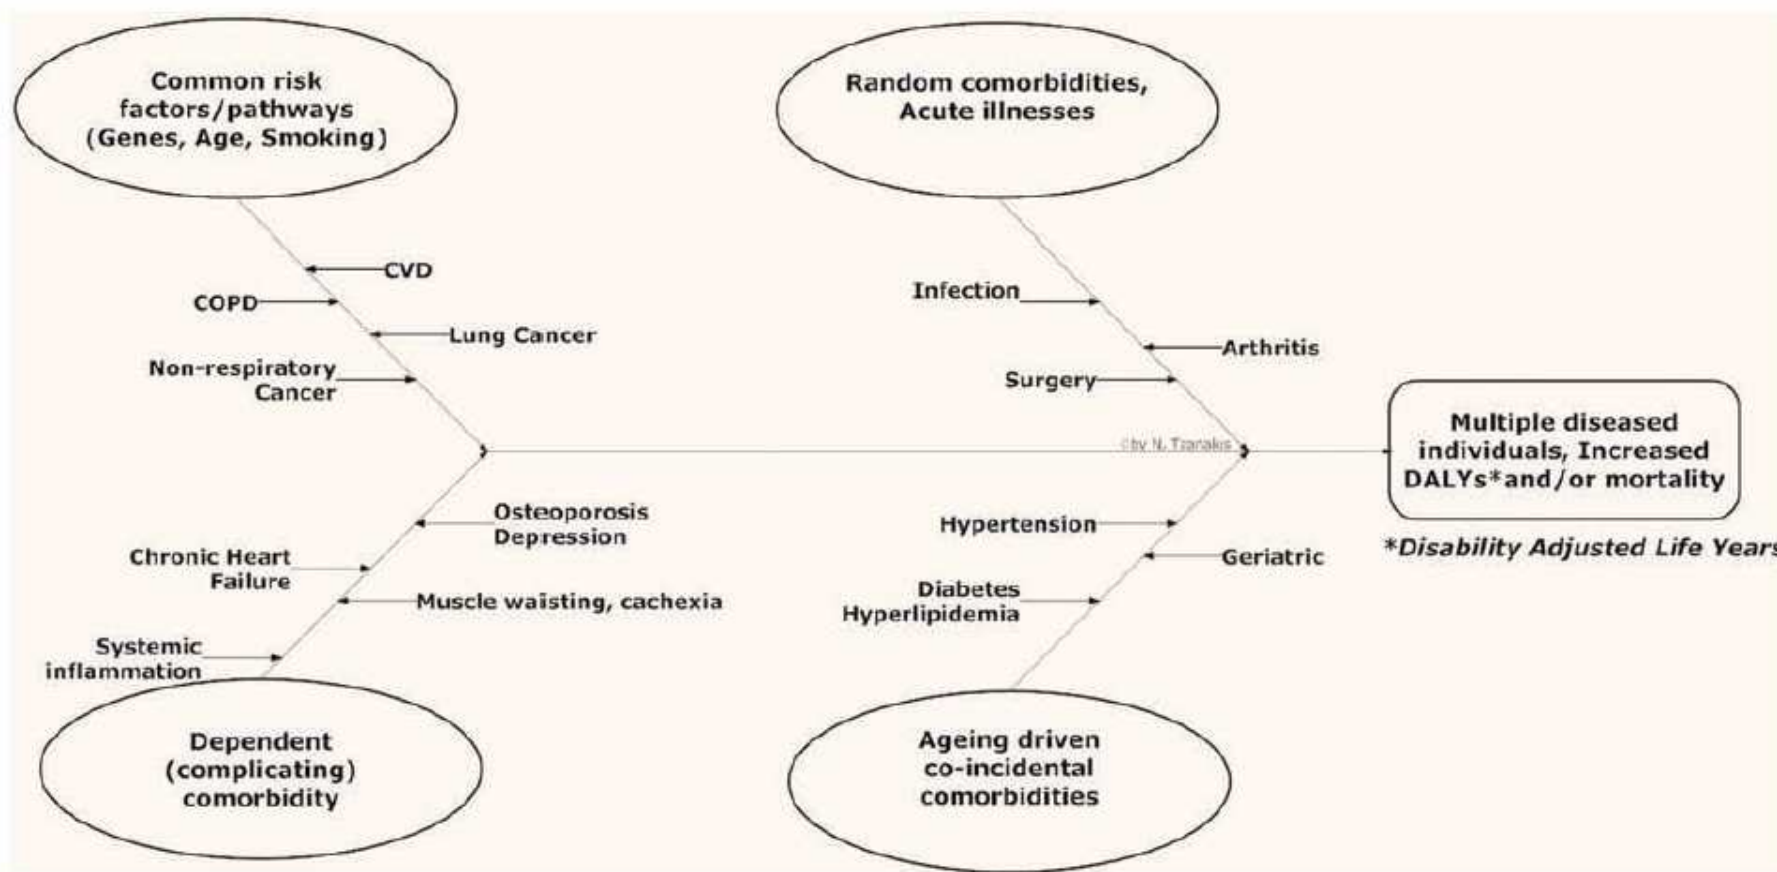 Common risk
factors/pathways
(Genes, Age, Smoking)
Random comorbidities,
Acute illnesses
CVD
COPD
Lung Cancer
Non-respiratory
Cancer
Infection
Arthritis
Surgery
©by N. Tzanakis
Multiple diseased
individuals, Increased
DALYs*and/or mortality
*Disability Adjusted Life Years
Osteoporosis
Depression
Chronic Heart
Failure
Muscle waisting, cachexia
Systemic
inflammation
Hypertension
Geriatric
Diabetes
Hyperlipidemia
Dependent
(complicating)
comorbidity
Ageing driven
co-incidental
comorbidities